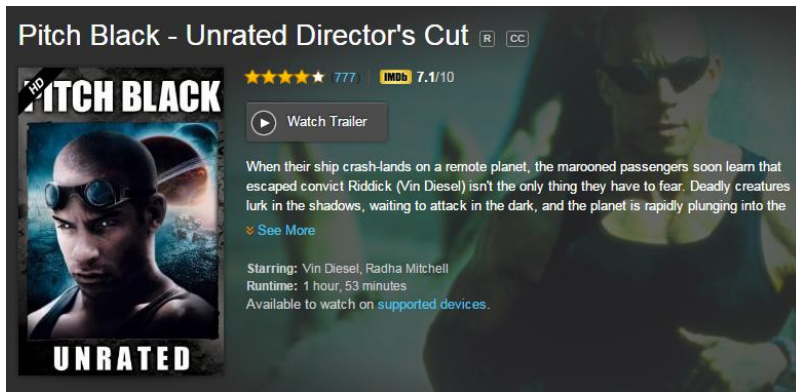 Pitch Black - Unrated Director's Cut R CC
HD
PITCH BLACK
UNRATED
(777) IMDb 7.1/10
Watch Trailer
When their ship crash-lands on a remote planet, the marooned passengers soon learn that
escaped convict Riddick (Vin Diesel) isn't the only thing they have to fear. Deadly creatures
lurk in the shadows, waiting to attack in the dark, and the planet is rapidly plunging into the
See More
Starring: Vin Diesel, Radha Mitchell
Runtime: 1 hour, 53 minutes
Available to watch on supported devices.